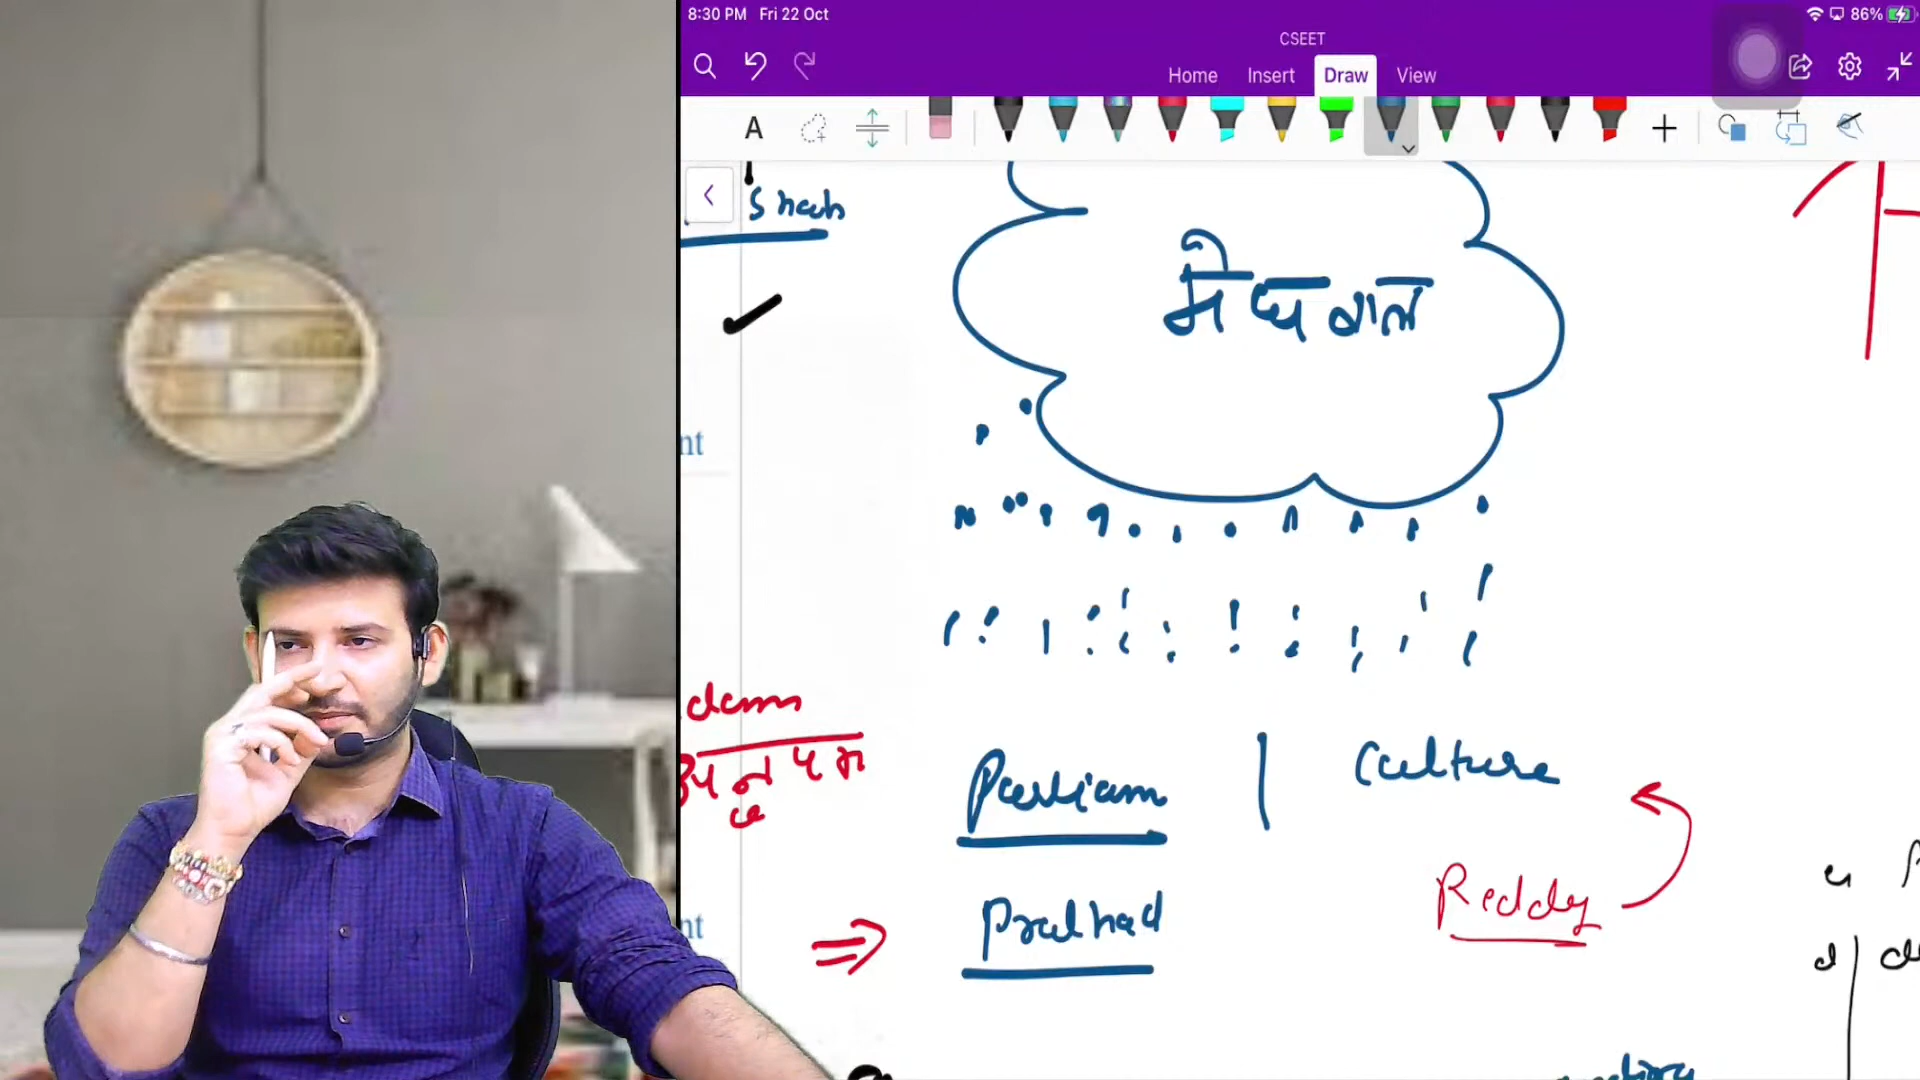 8:30 PM Fri 22 Oct
86%
CSEET
Home Insert Draw View
A
Shah
मेघवाल
nt
Parliam | Culture
Reddy
Pralhad
nt